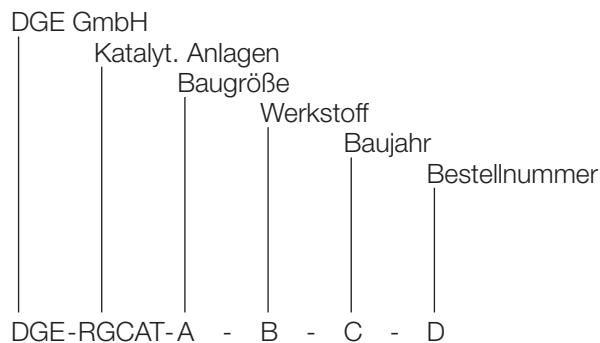 DGE GmbH
Katalyt. Anlagen
Baugröße
Werkstoff
Baujahr
Bestellnummer
DGE-RGCAT-A - B - C - D